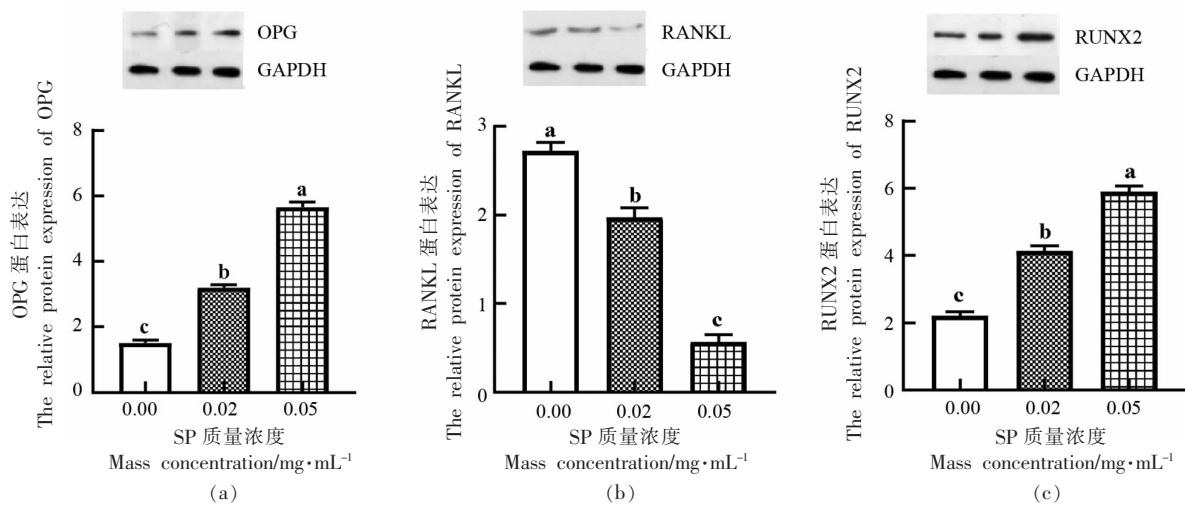 OPG
GAPDH
OPG 蛋白表达
The relative protein expression of OPG
8
6
4
2
0
c
b
a
0.00 0.02 0.05
SP 质量浓度
Mass concentration/mg·mL⁻¹
(a)
RANKL
GAPDH
RANKL 蛋白表达
The relative protein expression of RANKL
3
2
1
0
a
b
c
0.00 0.02 0.05
SP 质量浓度
Mass concentration/mg·mL⁻¹
(b)
RUNX2
GAPDH
RUNX2 蛋白表达
The relative protein expression of RUNX2
8
6
4
2
0
c
b
a
0.00 0.02 0.05
SP 质量浓度
Mass concentration/mg·mL⁻¹
(c)